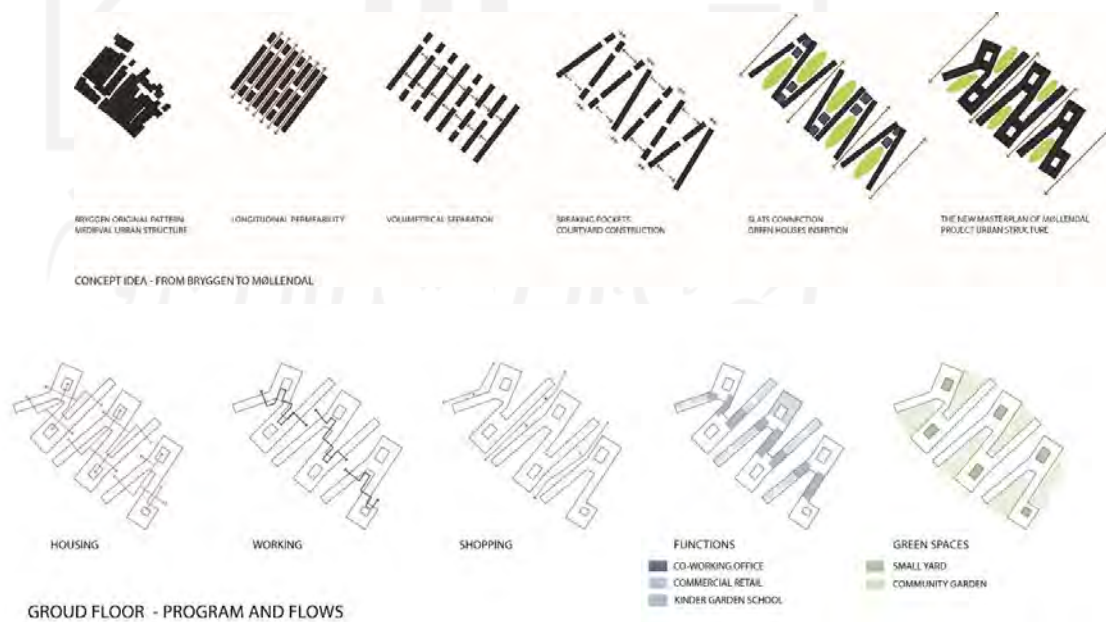 BRYGGEN ORIGINAL PATTERN
MEDIEVAL URBAN STRUCTURE
LONGITUDINAL PERMEABILITY
VOLUMETRICAL SEPARATION
BREAKING POCKETS
COURTYARD CONSTRUCTION
SLATS CONNECTION
GREEN HOUSES INSERTION
THE NEW MASTERPLAN OF MØLLENDAL
PROJECT URBAN STRUCTURE
CONCEPT IDEA - FROM BRYGGEN TO MØLLENDAL
HOUSING
WORKING
SHOPPING
FUNCTIONS
CO-WORKING OFFICE
COMMERCIAL RETAIL
KINDER GARDEN SCHOOL
GREEN SPACES
SMALL YARD
COMMUNITY GARDEN
GROUD FLOOR - PROGRAM AND FLOWS